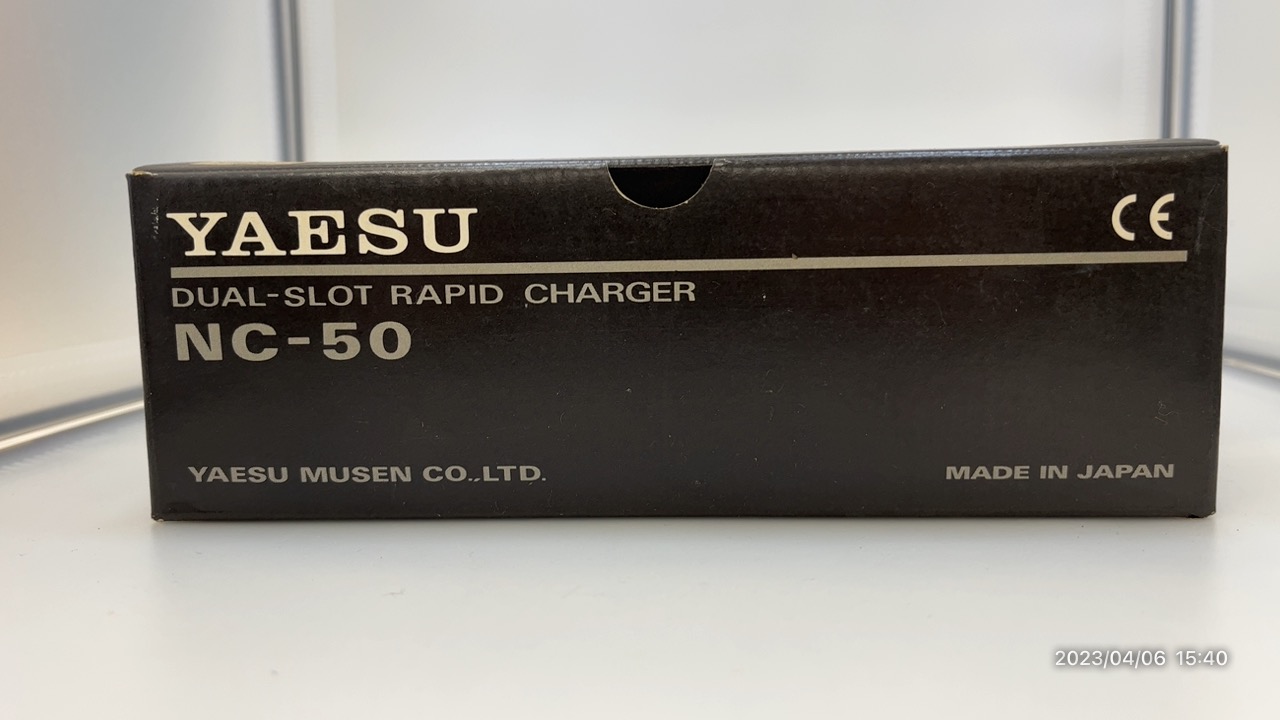 YAESU
CE
DUAL-SLOT RAPID CHARGER
NC-50
YAESU MUSEN CO.,LTD.
MADE IN JAPAN
2023/04/06 15:40